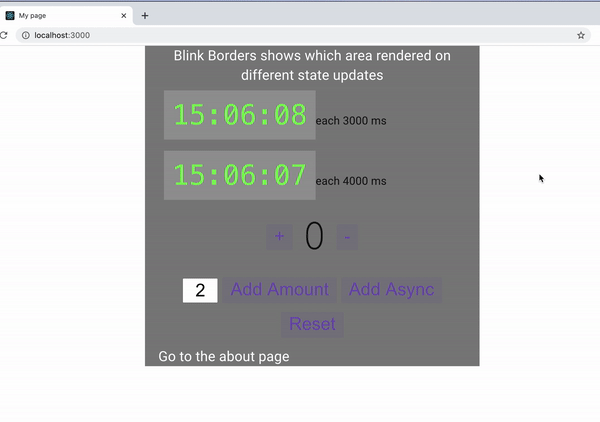 My page
localhost:3000
Blink Borders shows which area rendered on
different state updates
15:06:08 each 3000 ms
15:06:07 each 4000 ms
+ 0 -
2 Add Amount Add Async
Reset
Go to the about page